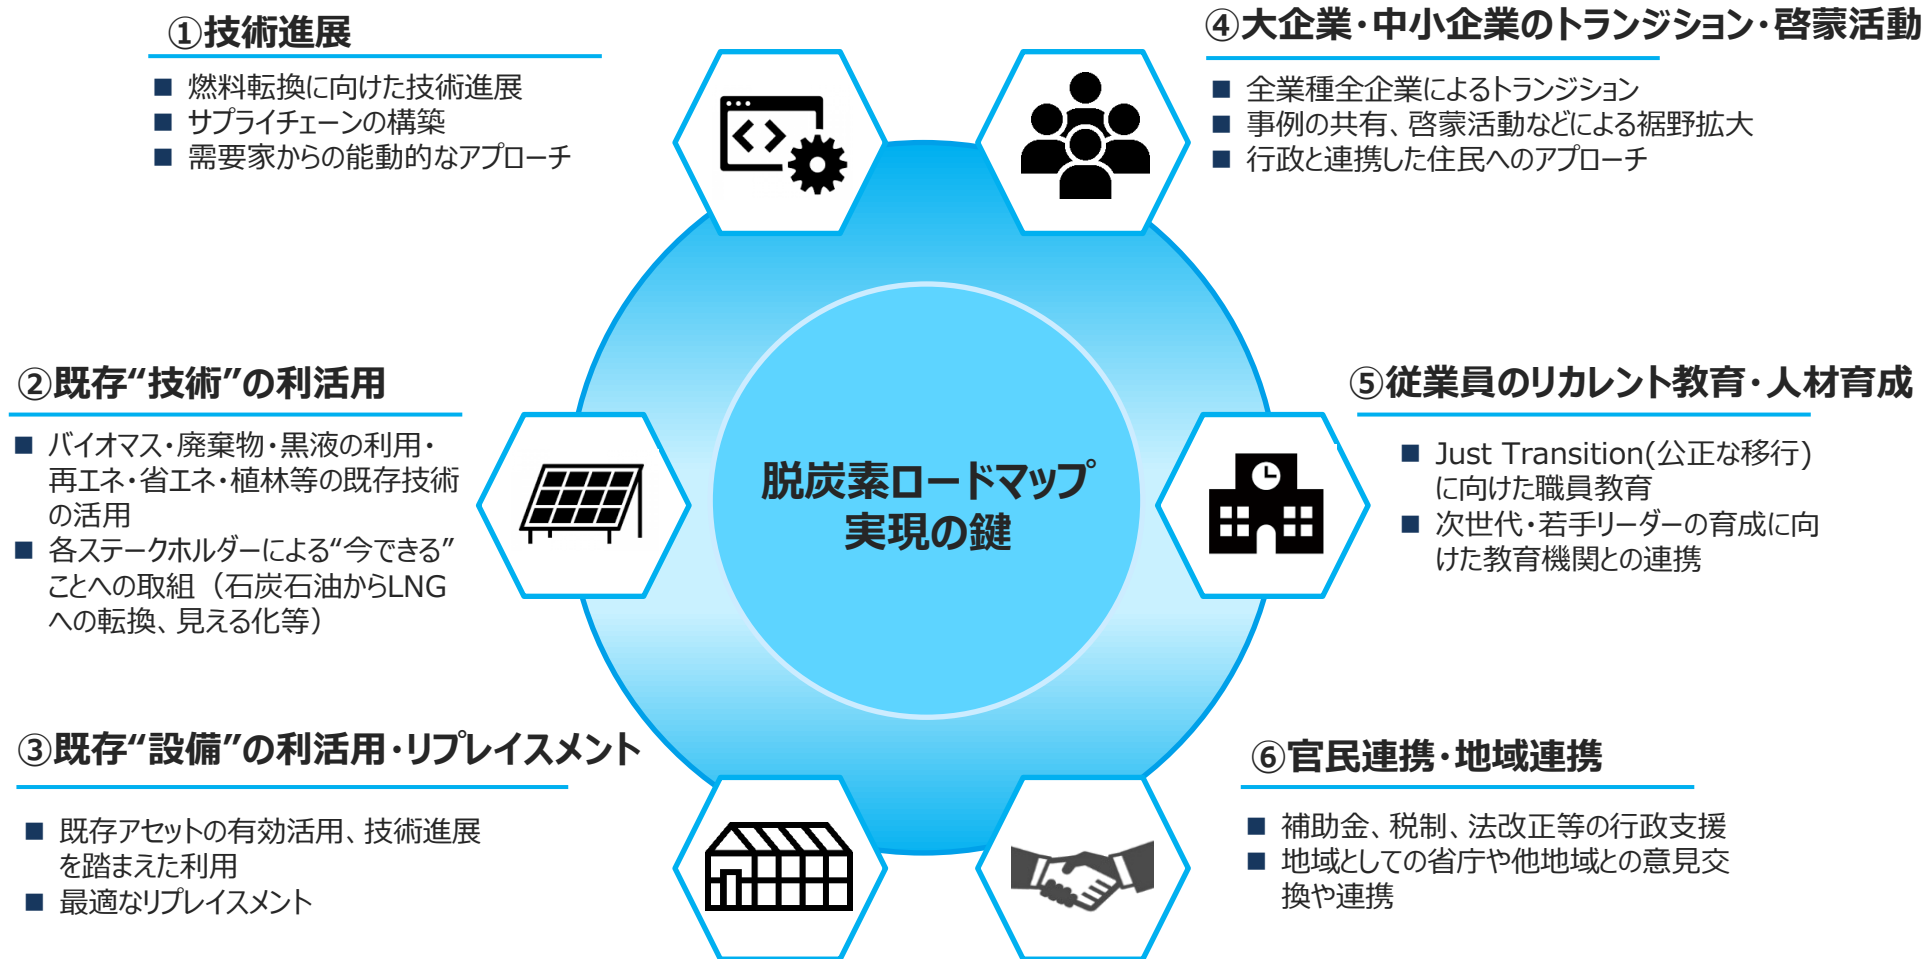 ①技術進展
■ 燃料転換に向けた技術進展
■ サプライチェーンの構築
■ 需要家からの能動的なアプローチ
②既存“技術”の利活用
■ バイオマス・廃棄物・黒液の利用・
再エネ・省エネ・植林等の既存技術
の活用
■ 各ステークホルダーによる“今できる”
ことへの取組（石炭石油からLNG
への転換、見える化等）
③既存“設備”の利活用・リプレイスメント
■ 既存アセットの有効活用、技術進展
を踏まえた利用
■ 最適なリプレイスメント
脱炭素ロードマップ
実現の鍵
④大企業・中小企業のトランジション・啓蒙活動
■ 全業種全企業によるトランジション
■ 事例の共有、啓蒙活動などによる裾野拡大
■ 行政と連携した住民へのアプローチ
⑤従業員のリカレント教育・人材育成
■ Just Transition(公正な移行)
に向けた職員教育
■ 次世代・若手リーダーの育成に向
けた教育機関との連携
⑥官民連携・地域連携
■ 補助金、税制、法改正等の行政支援
■ 地域としての省庁や他地域との意見交
換や連携